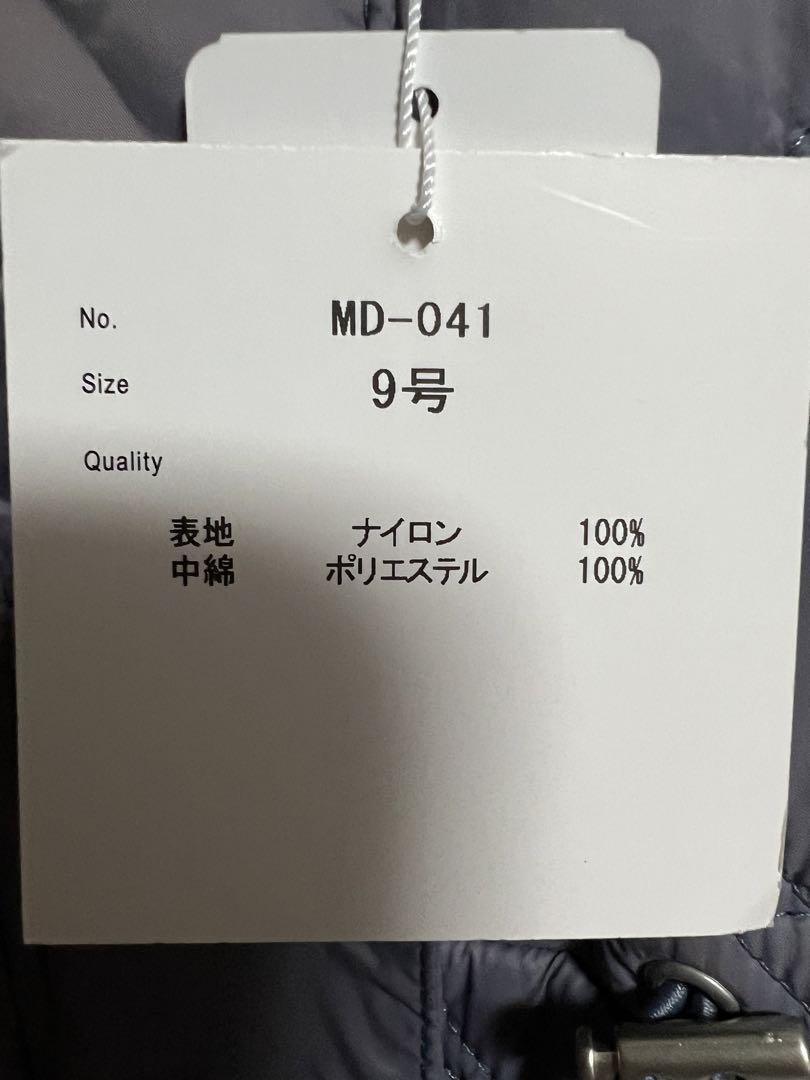 No. MD-041
Size 9号
Quality
表地 ナイロン 100%
中綿 ポリエステル 100%